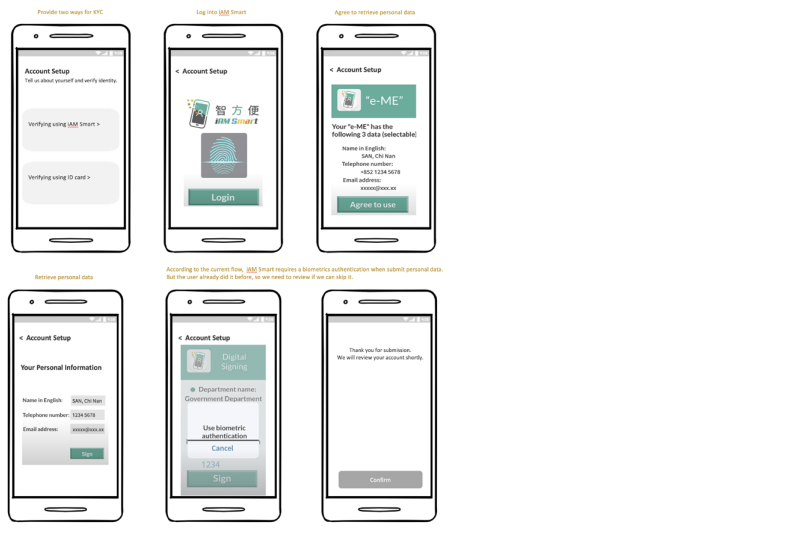 Provide two ways for KYC
Log into iAM Smart
Agree to retrieve personal data
Account Setup
Tell us about yourself and verify identity.
Verifying using iAM Smart >
Verifying using ID card >
< Account Setup
智方便
iAM Smart
Login
< Account Setup
"e-ME"
Your "e-ME" has the
following 3 data (selectable)
Name in English:
SAN, Chi Nan
Telephone number:
+852 1234 5678
Email address:
xxxxx@xxx.xx
Agree to use
Retrieve personal data
According to the current flow, iAM Smart requires a biometrics authentication when submit personal data.
But the user already did it before, so we need to review if we can skip it.
< Account Setup
Your Personal Information
Name in English: SAN, Chi Nan
Telephone number: 1234 5678
Email address: xxxxx@xxx.xx
Sign
< Account Setup
Digital
Signing
Department name:
Government Department
Use biometric
authentication
Cancel
1234
Sign
Thank you for submission.
We will review your account shortly.
Confirm